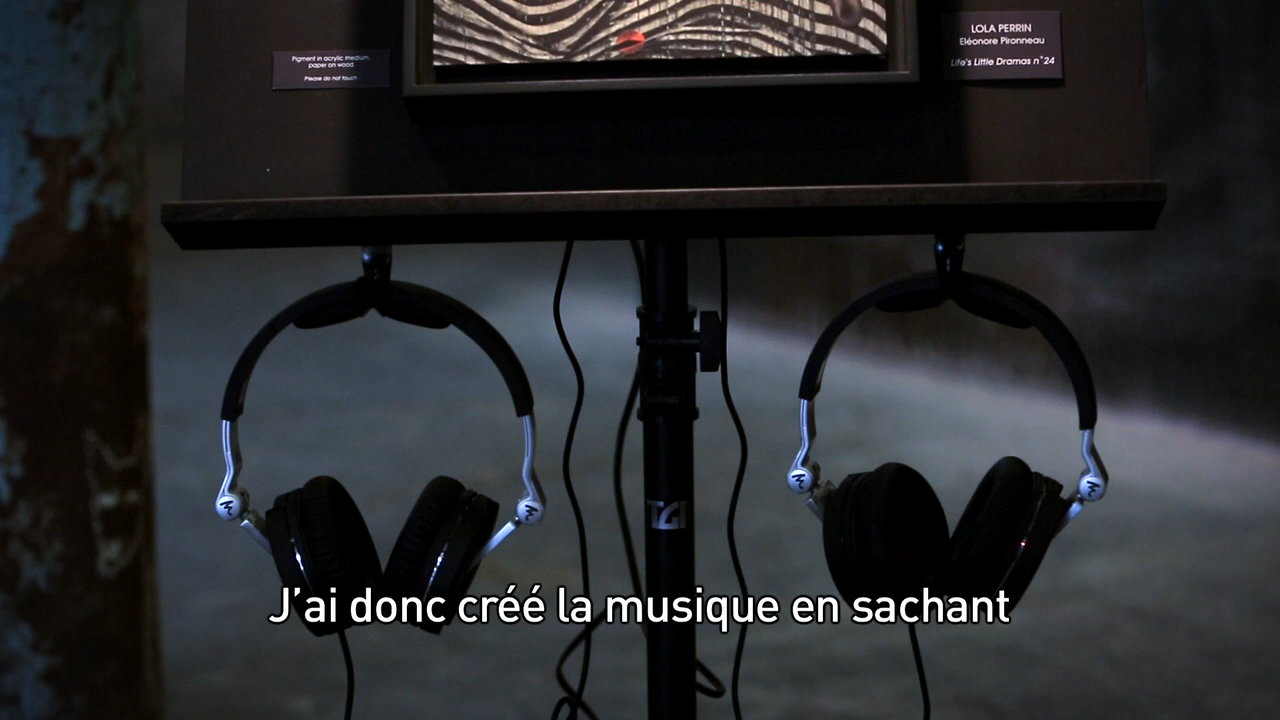 Pigment in acrylic medium,
paper on wood
Please do not touch
LOLA PERRIN
Eléonore Pironneau
Life's Little Dramas n°24
TGI
J'ai donc créé la musique en sachant